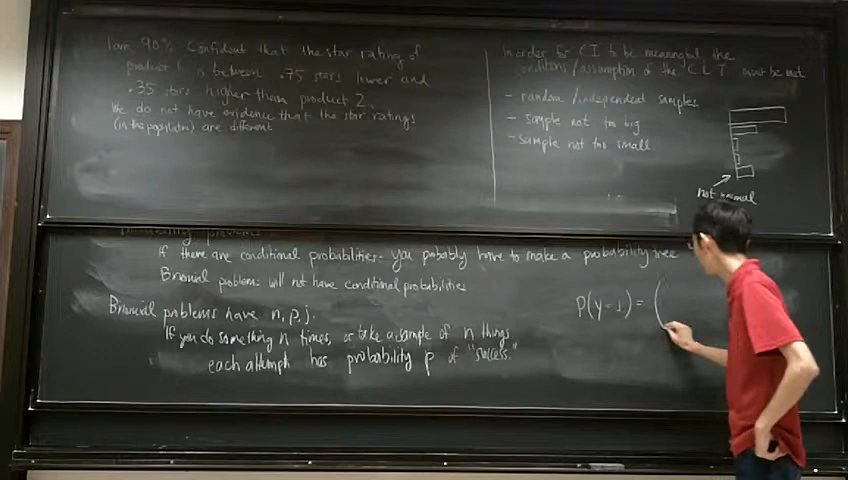 I am 90% Confident that the star rating of
product 1 is between .75 stars lower and
.35 stars higher than product 2.
We do not have evidence that the star ratings
(in the population) are different
In order for CI to be meaningful the
conditions/assumption of the CLT must be met
- random/independent samples
- sample not too big
- sample not too small.
not normal
Probability problems
If there are conditional probabilities - you probably have to make a probability tree
Binomial problems will not have conditional probabilities
Binomial problems have n, p, j.
If you do something n times, or take a sample of n things
each attempt has probability p of "success."
P(y=j) = (